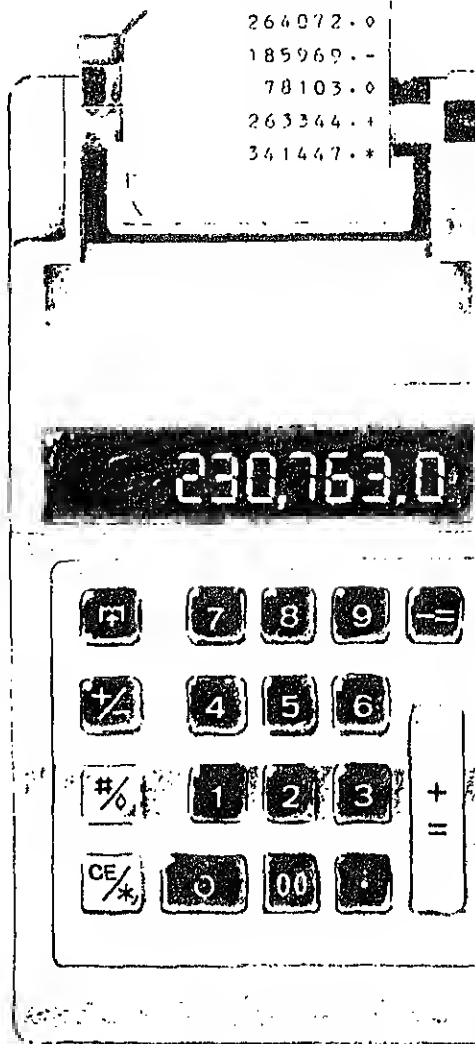 264072.◊
185969.-
78103.◊
263344.+
341447.*
230,763.0
7 8 9 -=
+/- 4 5 6
#/◊ 1 2 3 + =
CE/* 0 00 .